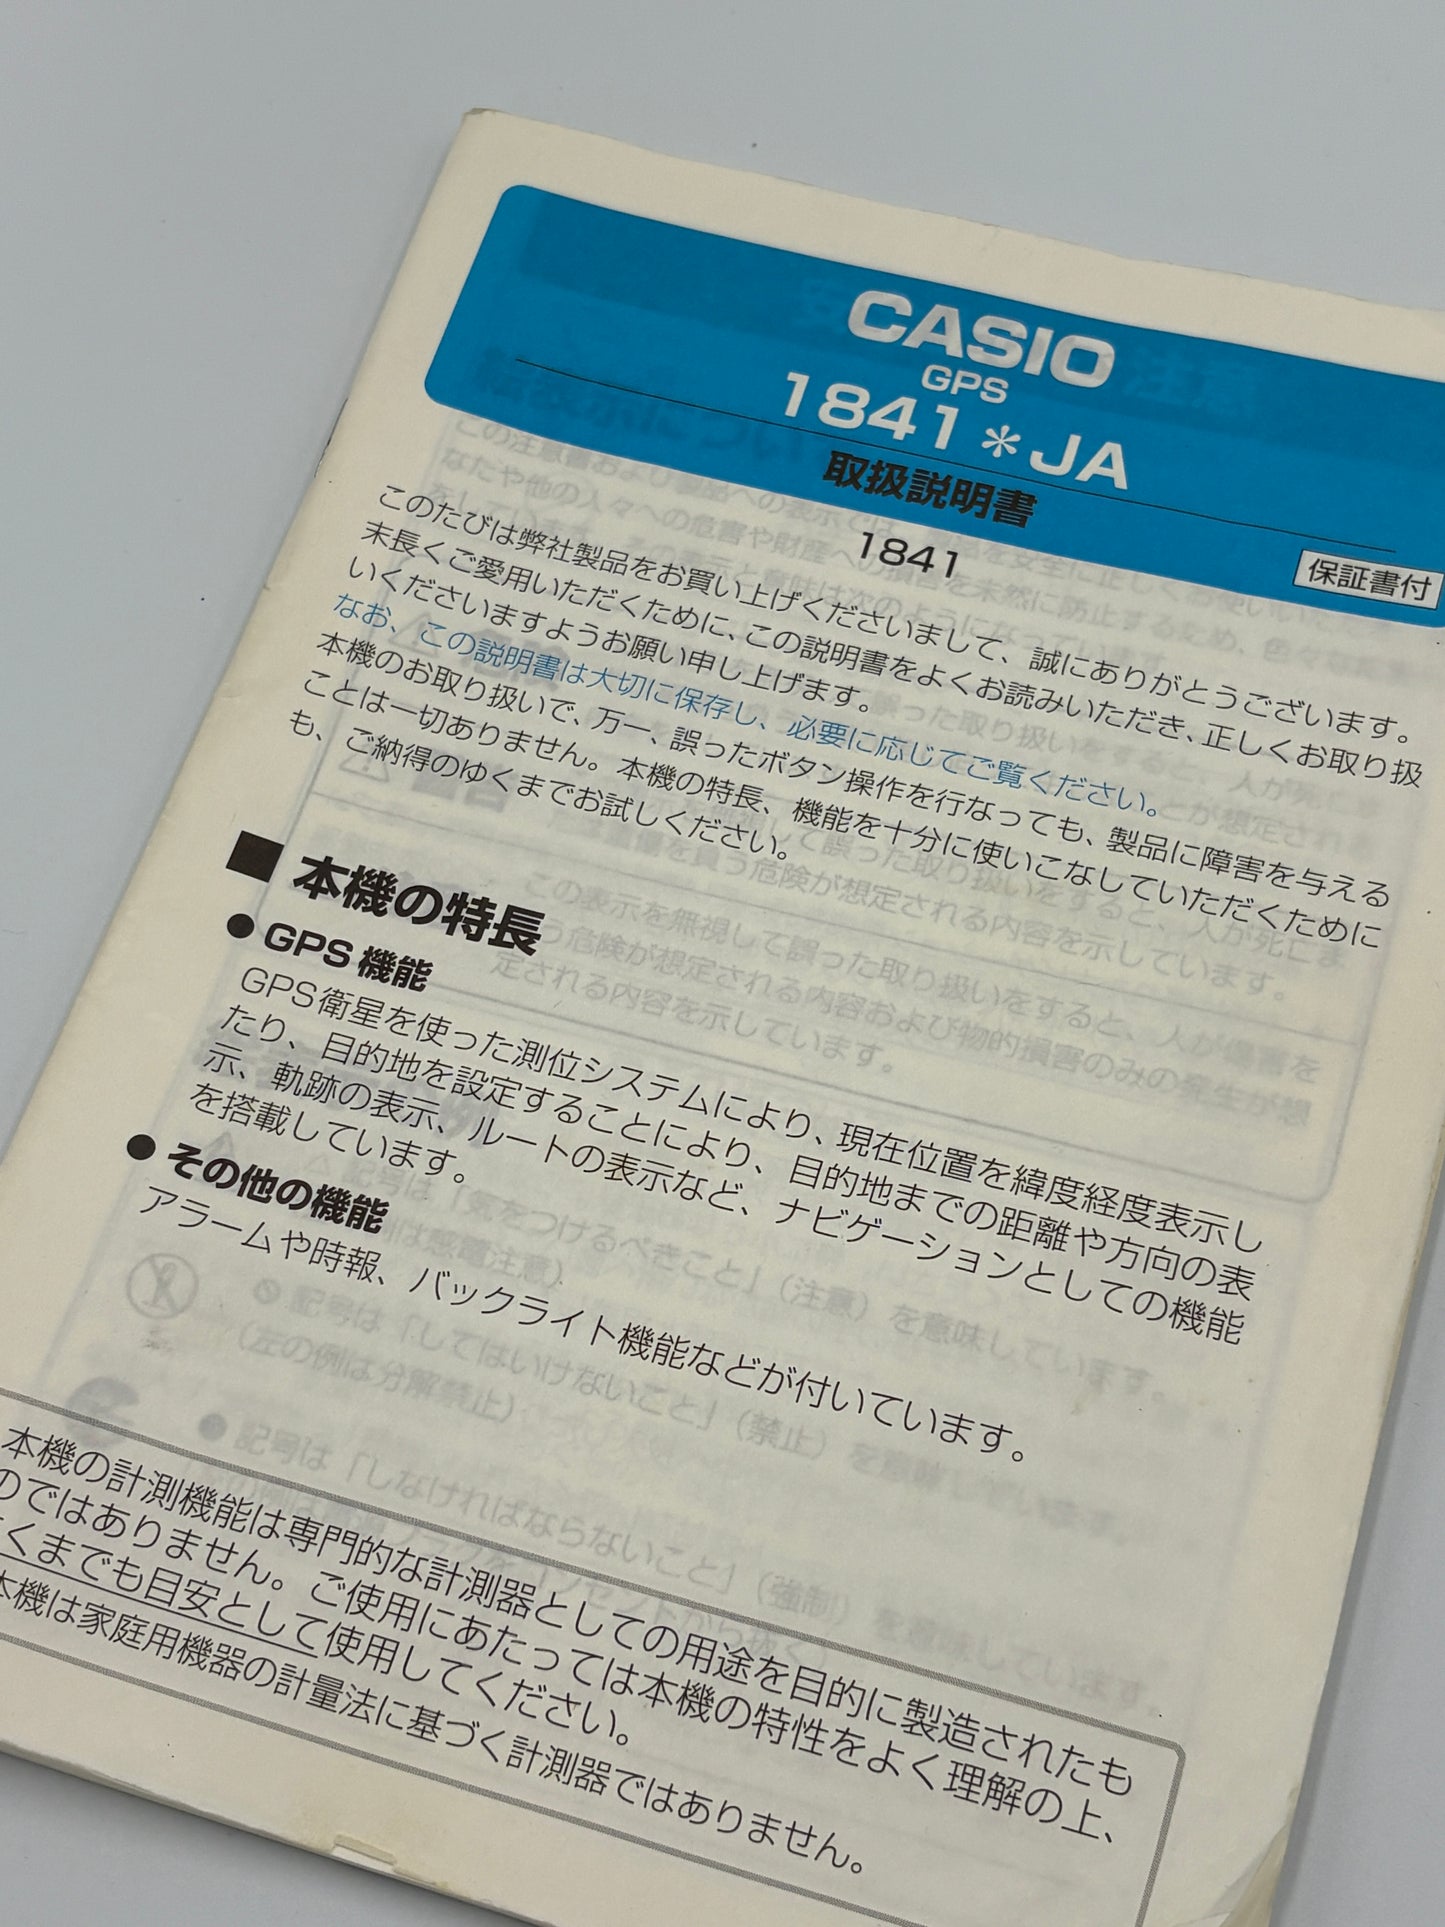 CASIO
GPS
1841＊JA
取扱説明書
1841
保証書付
このたびは弊社製品をお買い上げくださいまして、誠にありがとうございます。
末長くご愛用いただくために、この説明書をよくお読みいただき、正しくお取り扱
いくださいますようお願い申し上げます。
なお、この説明書は大切に保存し、必要に応じてご覧ください。
本機のお取り扱いで、万一、誤ったボタン操作を行なっても、製品に障害を与える
ことは一切ありません。本機の特長、機能を十分に使いこなしていただくために
も、ご納得のゆくまでお試しください。
■ 本機の特長
● GPS 機能
GPS衛星を使った測位システムにより、現在位置を緯度経度表示し
たり、目的地を設定することにより、目的地までの距離や方向の表
示、軌跡の表示、ルートの表示など、ナビゲーションとしての機能
を搭載しています。
● その他の機能
アラームや時報、バックライト機能などが付いています。
本機の計測機能は専門的な計測器としての用途を目的に製造されたも
のではありません。ご使用にあたっては本機の特性をよく理解の上、
くまでも目安として使用してください。
本機は家庭用機器の計量法に基づく計測器ではありません。